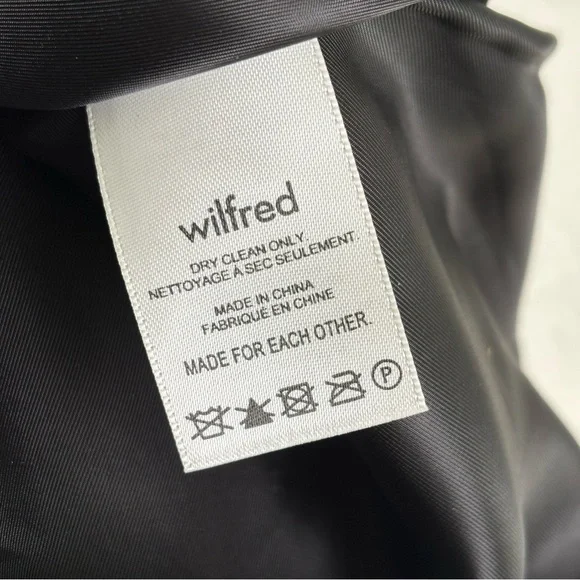 wilfred
DRY CLEAN ONLY
NETTOYAGE À SEC SEULEMENT
MADE IN CHINA
FABRIQUÉ EN CHINE
MADE FOR EACH OTHER.
P